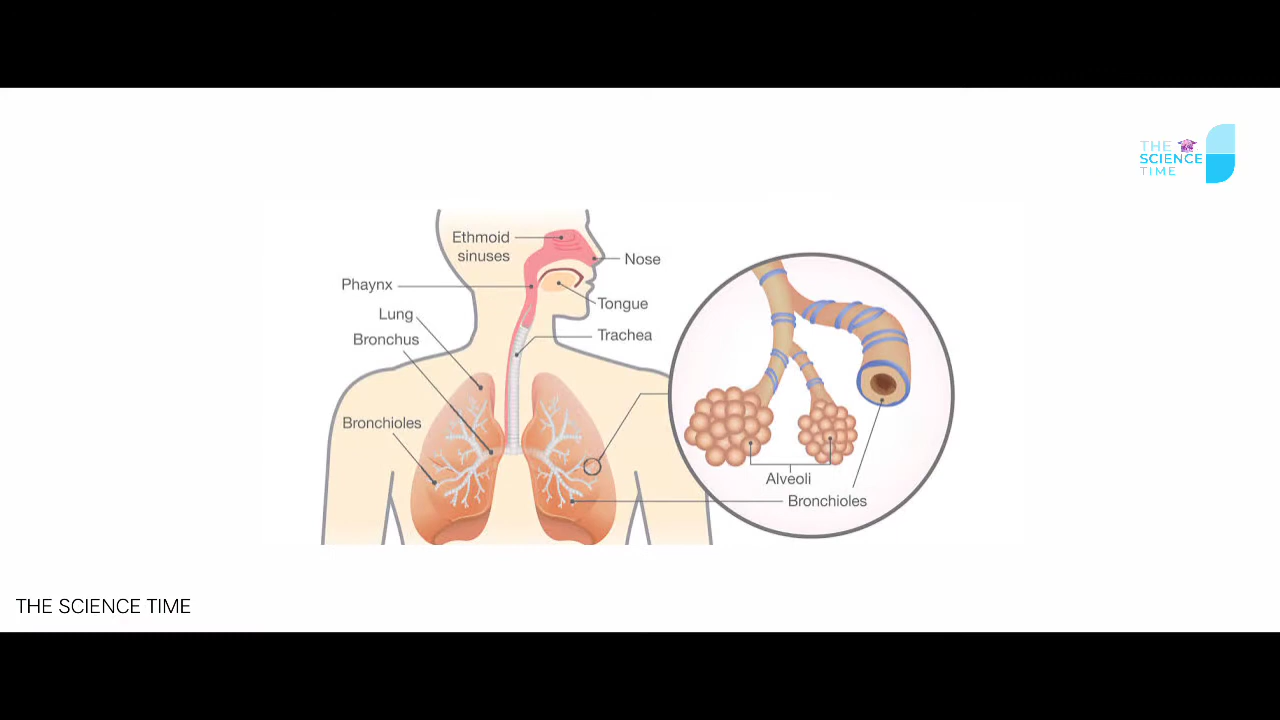 THE
SCIENCE
TIME
Ethmoid
sinuses
Nose
Phaynx
Tongue
Lung
Trachea
Bronchus
Bronchioles
Alveoli
Bronchioles
THE SCIENCE TIME